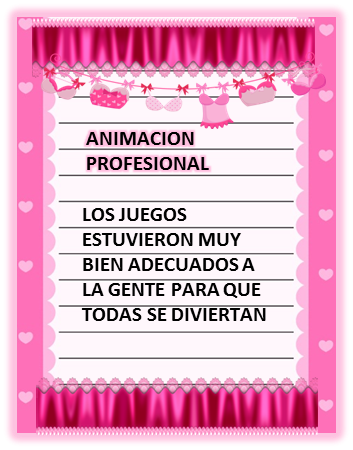 ANIMACION
PROFESIONAL
LOS JUEGOS
ESTUVIERON MUY
BIEN ADECUADOS A
LA GENTE PARA QUE
TODAS SE DIVIERTAN